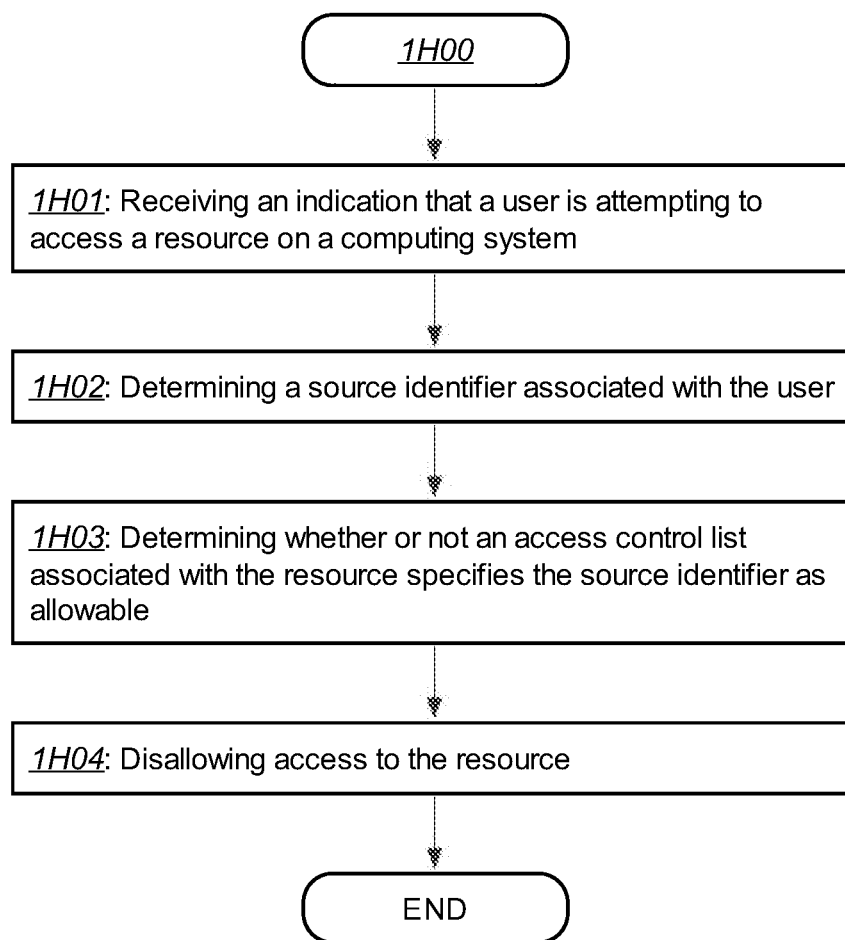 1H00
1H01: Receiving an indication that a user is attempting to
access a resource on a computing system
1H02: Determining a source identifier associated with the user
1H03: Determining whether or not an access control list
associated with the resource specifies the source identifier as
allowable
1H04: Disallowing access to the resource
END